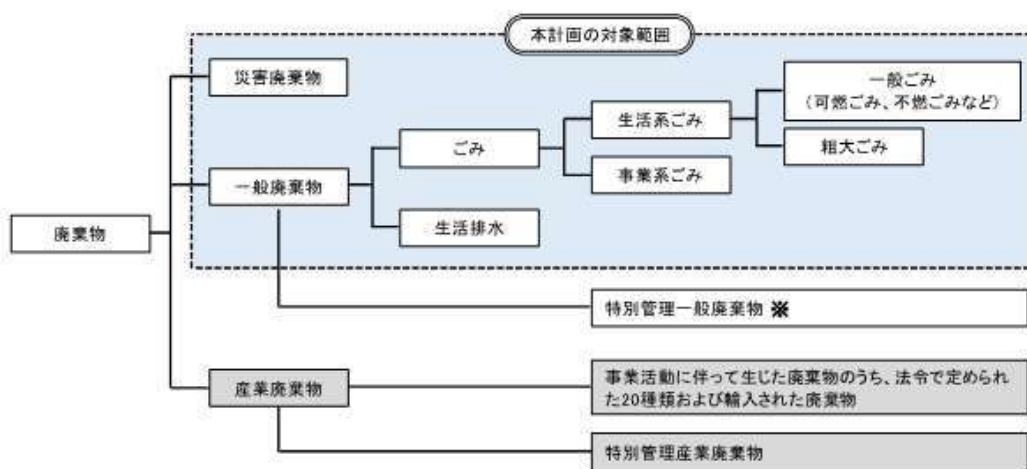 本計画の対象範囲
災害廃棄物
一般ごみ
(可燃ごみ、不燃ごみなど)
生活系ごみ
ごみ
粗大ごみ
事業系ごみ
一般廃棄物
生活排水
廃棄物
特別管理一般廃棄物 ※
産業廃棄物
事業活動に伴って生じた廃棄物のうち、法令で定められ
た20種類および輸入された廃棄物
特別管理産業廃棄物